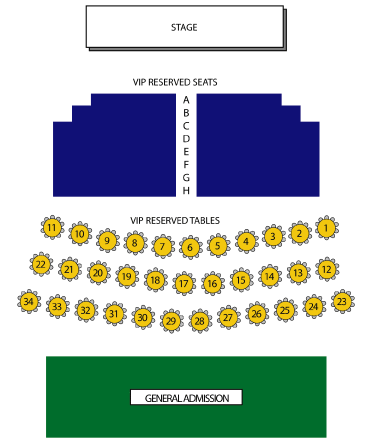 STAGE
VIP RESERVED SEATS
A
B
C
D
E
F
G
H
VIP RESERVED TABLES
11 10 9 8 7 6 5 4 3 2 1
22 21 20 19 18 17 16 15 14 13 12
34 33 32 31 30 29 28 27 26 25 24 23
GENERAL ADMISSION